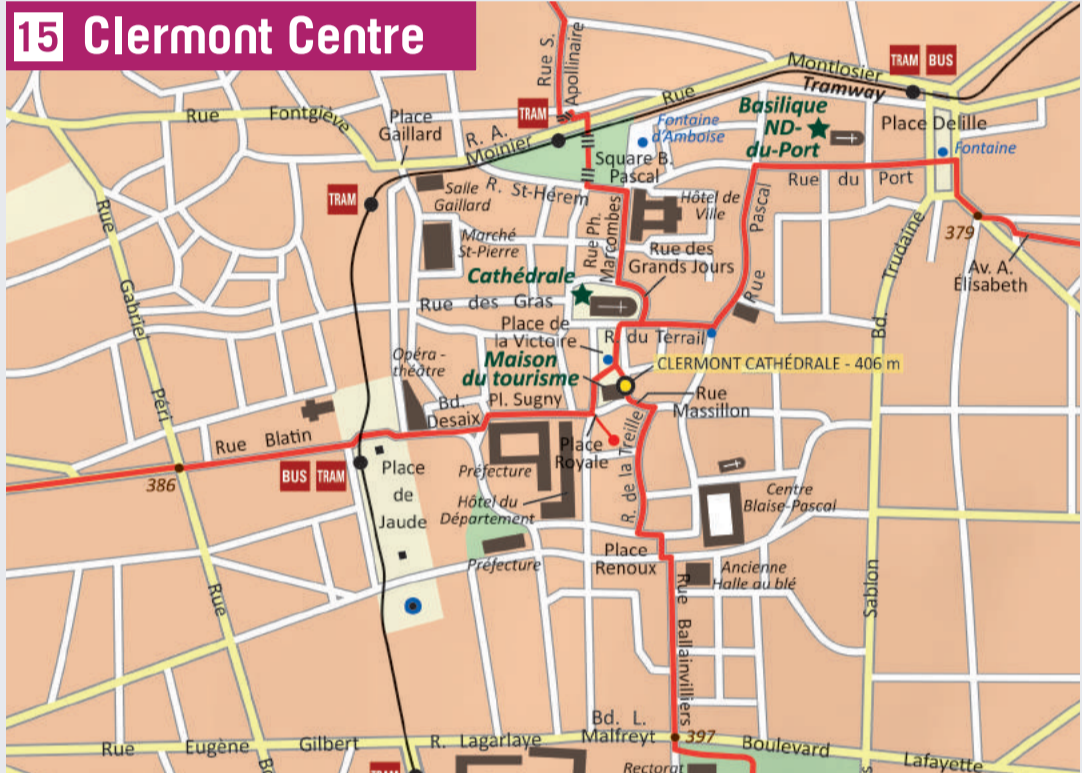 15 Clermont Centre
Rue S.
Apollinaire
TRAM
Rue
Montlosier
Tramway
TRAM BUS
Rue
Fontgiève
Place
Gaillard
R. A.
Moinier
Fontaine
d'Amboise
Basilique
ND-
du-Port
Place Delille
Fontaine
Square B.
Pascal
Rue du Port
TRAM
Salle
Gaillard
R. St-Hérem
Hôtel de
Ville
Rue Ph.
Marcombes
Rue
Pascal
Marché
St-Pierre
Rue des
Grands Jours
379
Av. A.
Élisabeth
Bd
Trudaine
Rue
Gabriel
Péri
Cathédrale
Rue des Gras
Place de
la Victoire
R. du Terrail
Opéra -
théâtre
Maison
du tourisme
CLERMONT CATHÉDRALE - 406 m
Rue
Massillon
Bd.
Desaix
Pl. Sugny
Rue Blatin
386
BUS TRAM
Place
de
Jaude
Préfecture
Place
Royale
R. de la Treille
Hôtel du
Département
Centre
Blaise-Pascal
Préfecture
Place
Renoux
Ancienne
Halle au blé
Rue
Sablon
Rue
Ballainvilliers
Bd. L.
Malfreyt
397
Boulevard
Lafayette
Rue Eugène Gilbert
R. Lagarlaye
Rectorat
TRAM